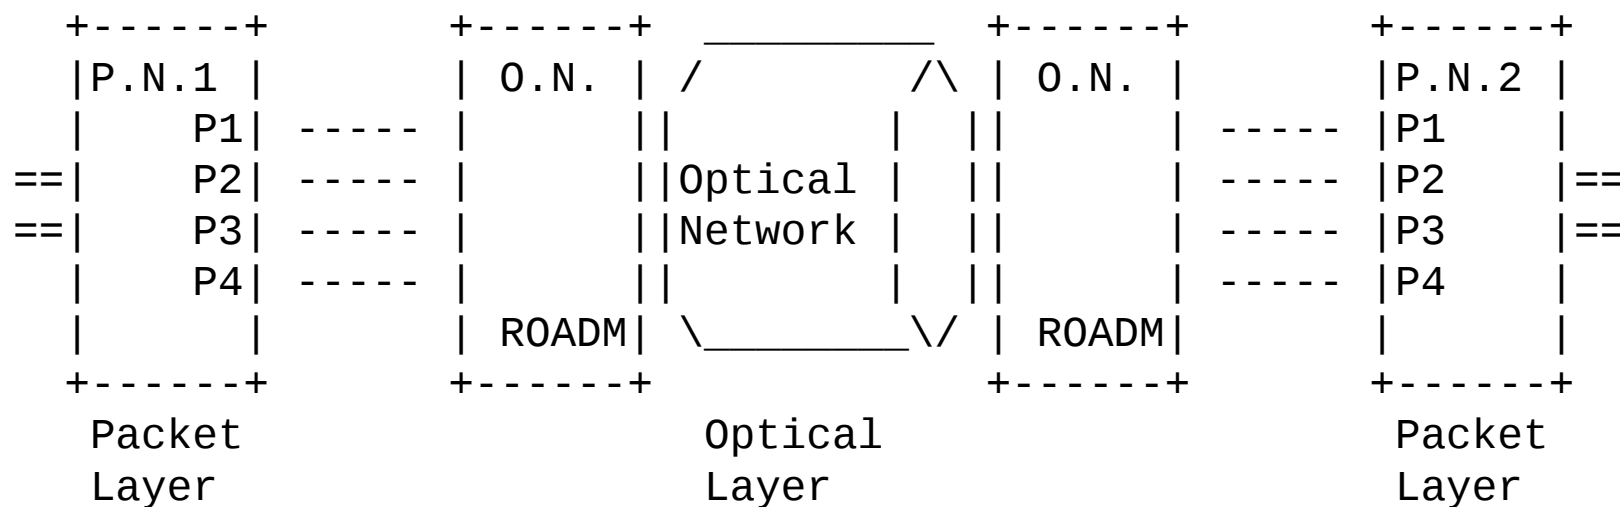 +------+       +------+  _________  +------+       +------+
|P.N.1 |       | O.N. | /        /\ | O.N. |       |P.N.2 |
|    P1| ----- |      ||        |  ||      | ----- |P1    |
==|    P2| ----- |      ||Optical |  ||      | ----- |P2    |==
==|    P3| ----- |      ||Network |  ||      | ----- |P3    |==
|    P4| ----- |      ||        |  ||      | ----- |P4    |
|      |       | ROADM| \________\/ | ROADM|       |      |
+------+       +------+             +------+       +------+
Packet                  Optical                    Packet
Layer                   Layer                      Layer